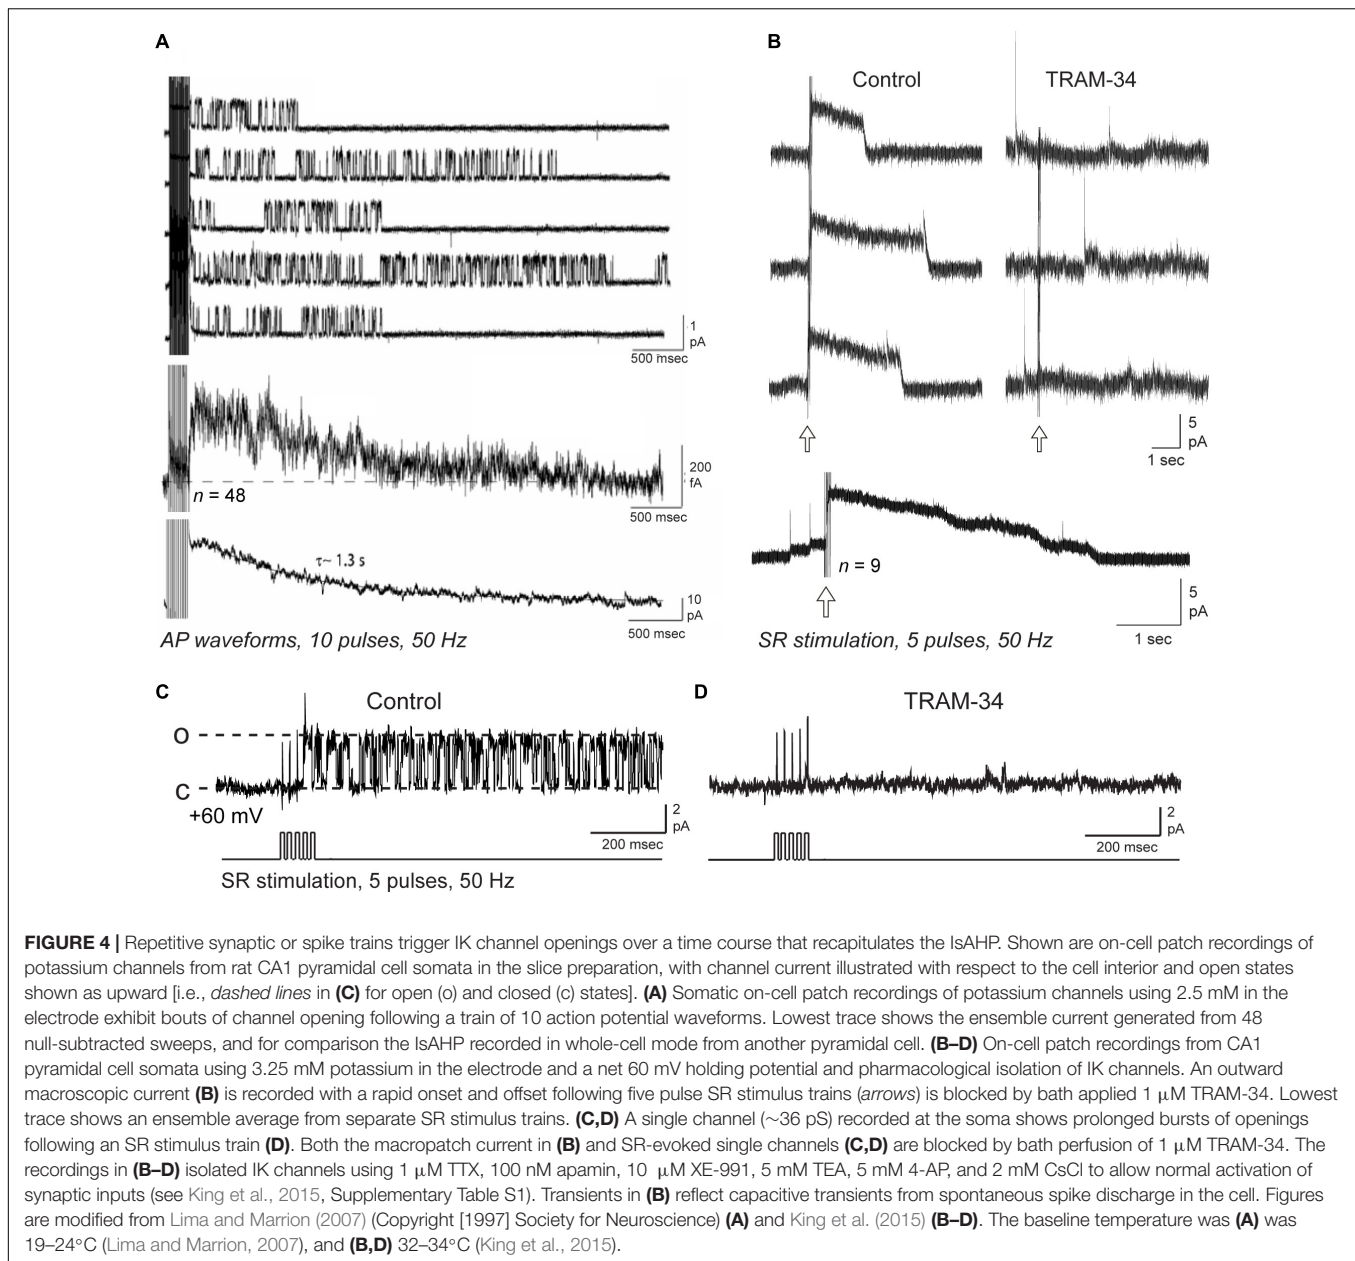 A
1
pA
500 msec
200
fA
n = 48
500 msec
τ~ 1.3 s
10
pA
500 msec
AP waveforms, 10 pulses, 50 Hz
B
Control
TRAM-34
5
pA
1 sec
n = 9
5
pA
1 sec
SR stimulation, 5 pulses, 50 Hz
C
Control
O
C
+60 mV
2
pA
200 msec
SR stimulation, 5 pulses, 50 Hz
D
TRAM-34
2
pA
200 msec
FIGURE 4 | Repetitive synaptic or spike trains trigger IK channel openings over a time course that recapitulates the IsAHP. Shown are on-cell patch recordings of
potassium channels from rat CA1 pyramidal cell somata in the slice preparation, with channel current illustrated with respect to the cell interior and open states
shown as upward [i.e., dashed lines in (C) for open (o) and closed (c) states]. (A) Somatic on-cell patch recordings of potassium channels using 2.5 mM in the
electrode exhibit bouts of channel opening following a train of 10 action potential waveforms. Lowest trace shows the ensemble current generated from 48
null-subtracted sweeps, and for comparison the IsAHP recorded in whole-cell mode from another pyramidal cell. (B–D) On-cell patch recordings from CA1
pyramidal cell somata using 3.25 mM potassium in the electrode and a net 60 mV holding potential and pharmacological isolation of IK channels. An outward
macroscopic current (B) is recorded with a rapid onset and offset following five pulse SR stimulus trains (arrows) is blocked by bath applied 1 μM TRAM-34. Lowest
trace shows an ensemble average from separate SR stimulus trains. (C,D) A single channel (∼36 pS) recorded at the soma shows prolonged bursts of openings
following an SR stimulus train (D). Both the macropatch current in (B) and SR-evoked single channels (C,D) are blocked by bath perfusion of 1 μM TRAM-34. The
recordings in (B–D) isolated IK channels using 1 μM TTX, 100 nM apamin, 10 μM XE-991, 5 mM TEA, 5 mM 4-AP, and 2 mM CsCl to allow normal activation of
synaptic inputs (see King et al., 2015, Supplementary Table S1). Transients in (B) reflect capacitive transients from spontaneous spike discharge in the cell. Figures
are modified from Lima and Marrion (2007) (Copyright [1997] Society for Neuroscience) (A) and King et al. (2015) (B–D). The baseline temperature was (A) was
19–24°C (Lima and Marrion, 2007), and (B,D) 32–34°C (King et al., 2015).